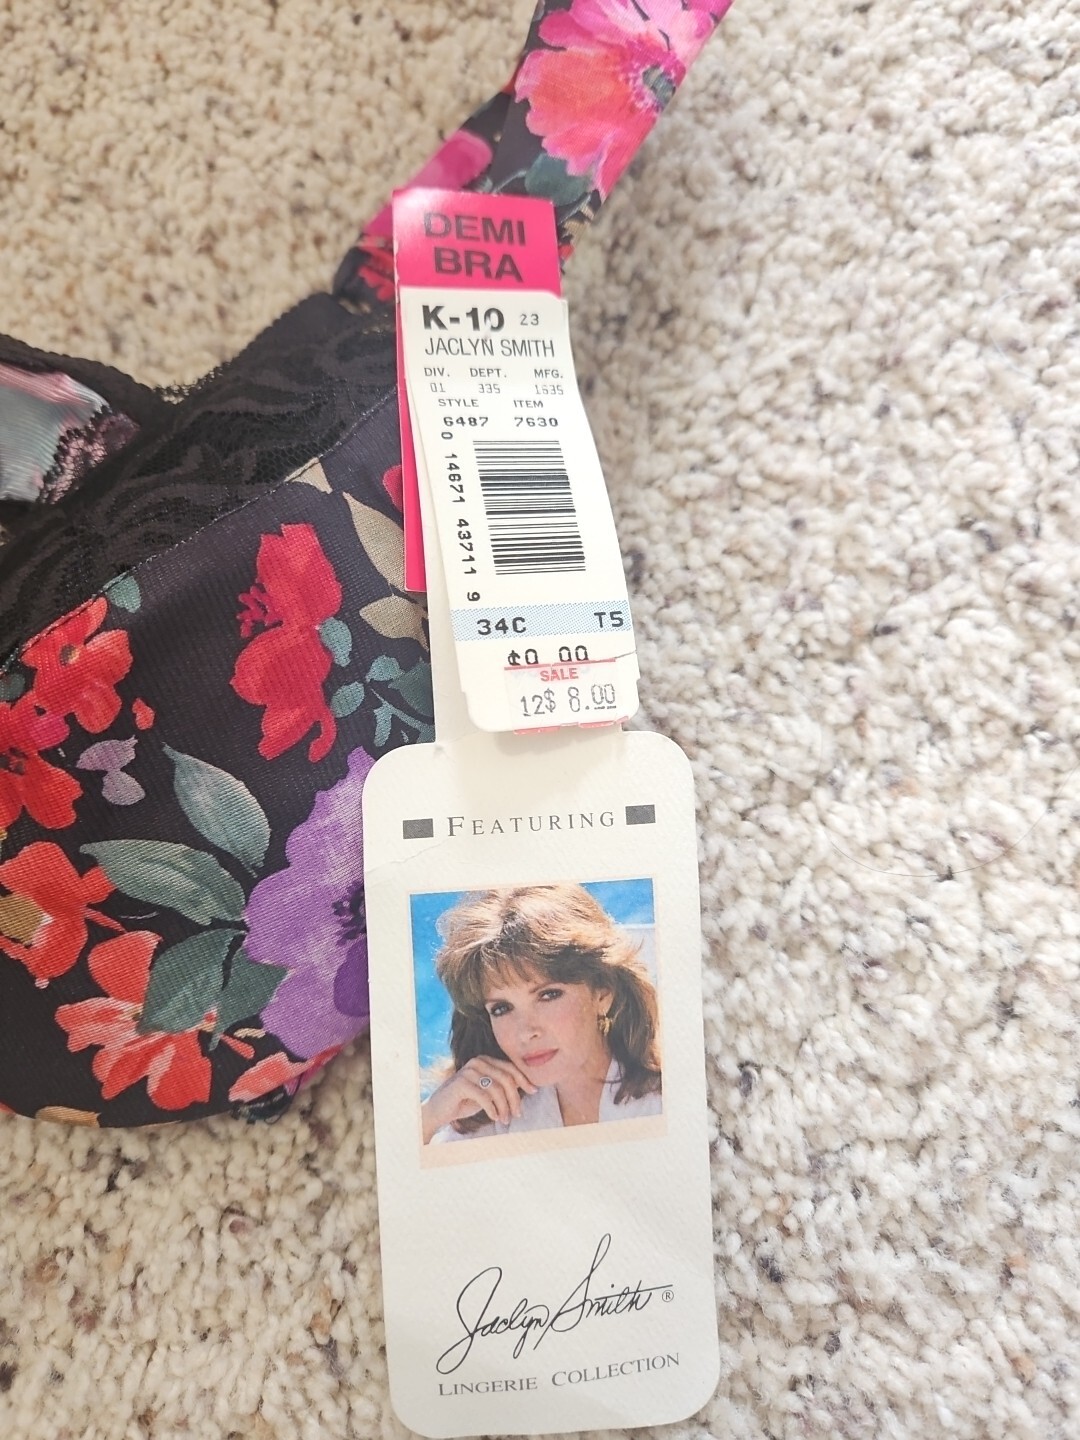 DEMI
BRA
K-10 23
JACLYN SMITH
DIV. DEPT. MFG.
01 335 1635
STYLE ITEM
6487 7630
0 14671 43711 9
34C T5
SALE
12$ 8.00
FEATURING
Jaclyn Smith ®
LINGERIE COLLECTION